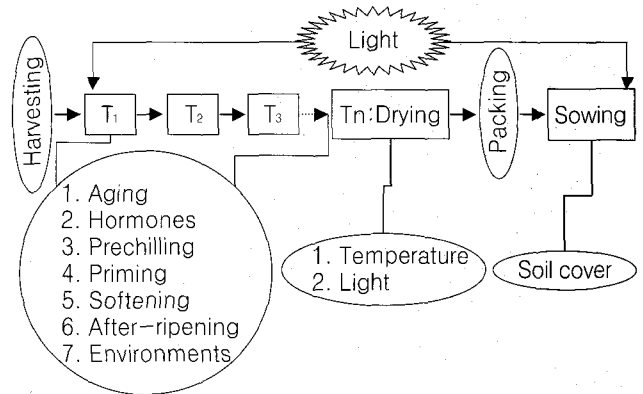 Light
Harvesting
T₁
T₂
T₃
Tn:Drying
Packing
Sowing
1. Aging
2. Hormones
3. Prechilling
4. Priming
5. Softening
6. After-ripening
7. Environments
1. Temperature
2. Light
Soil cover